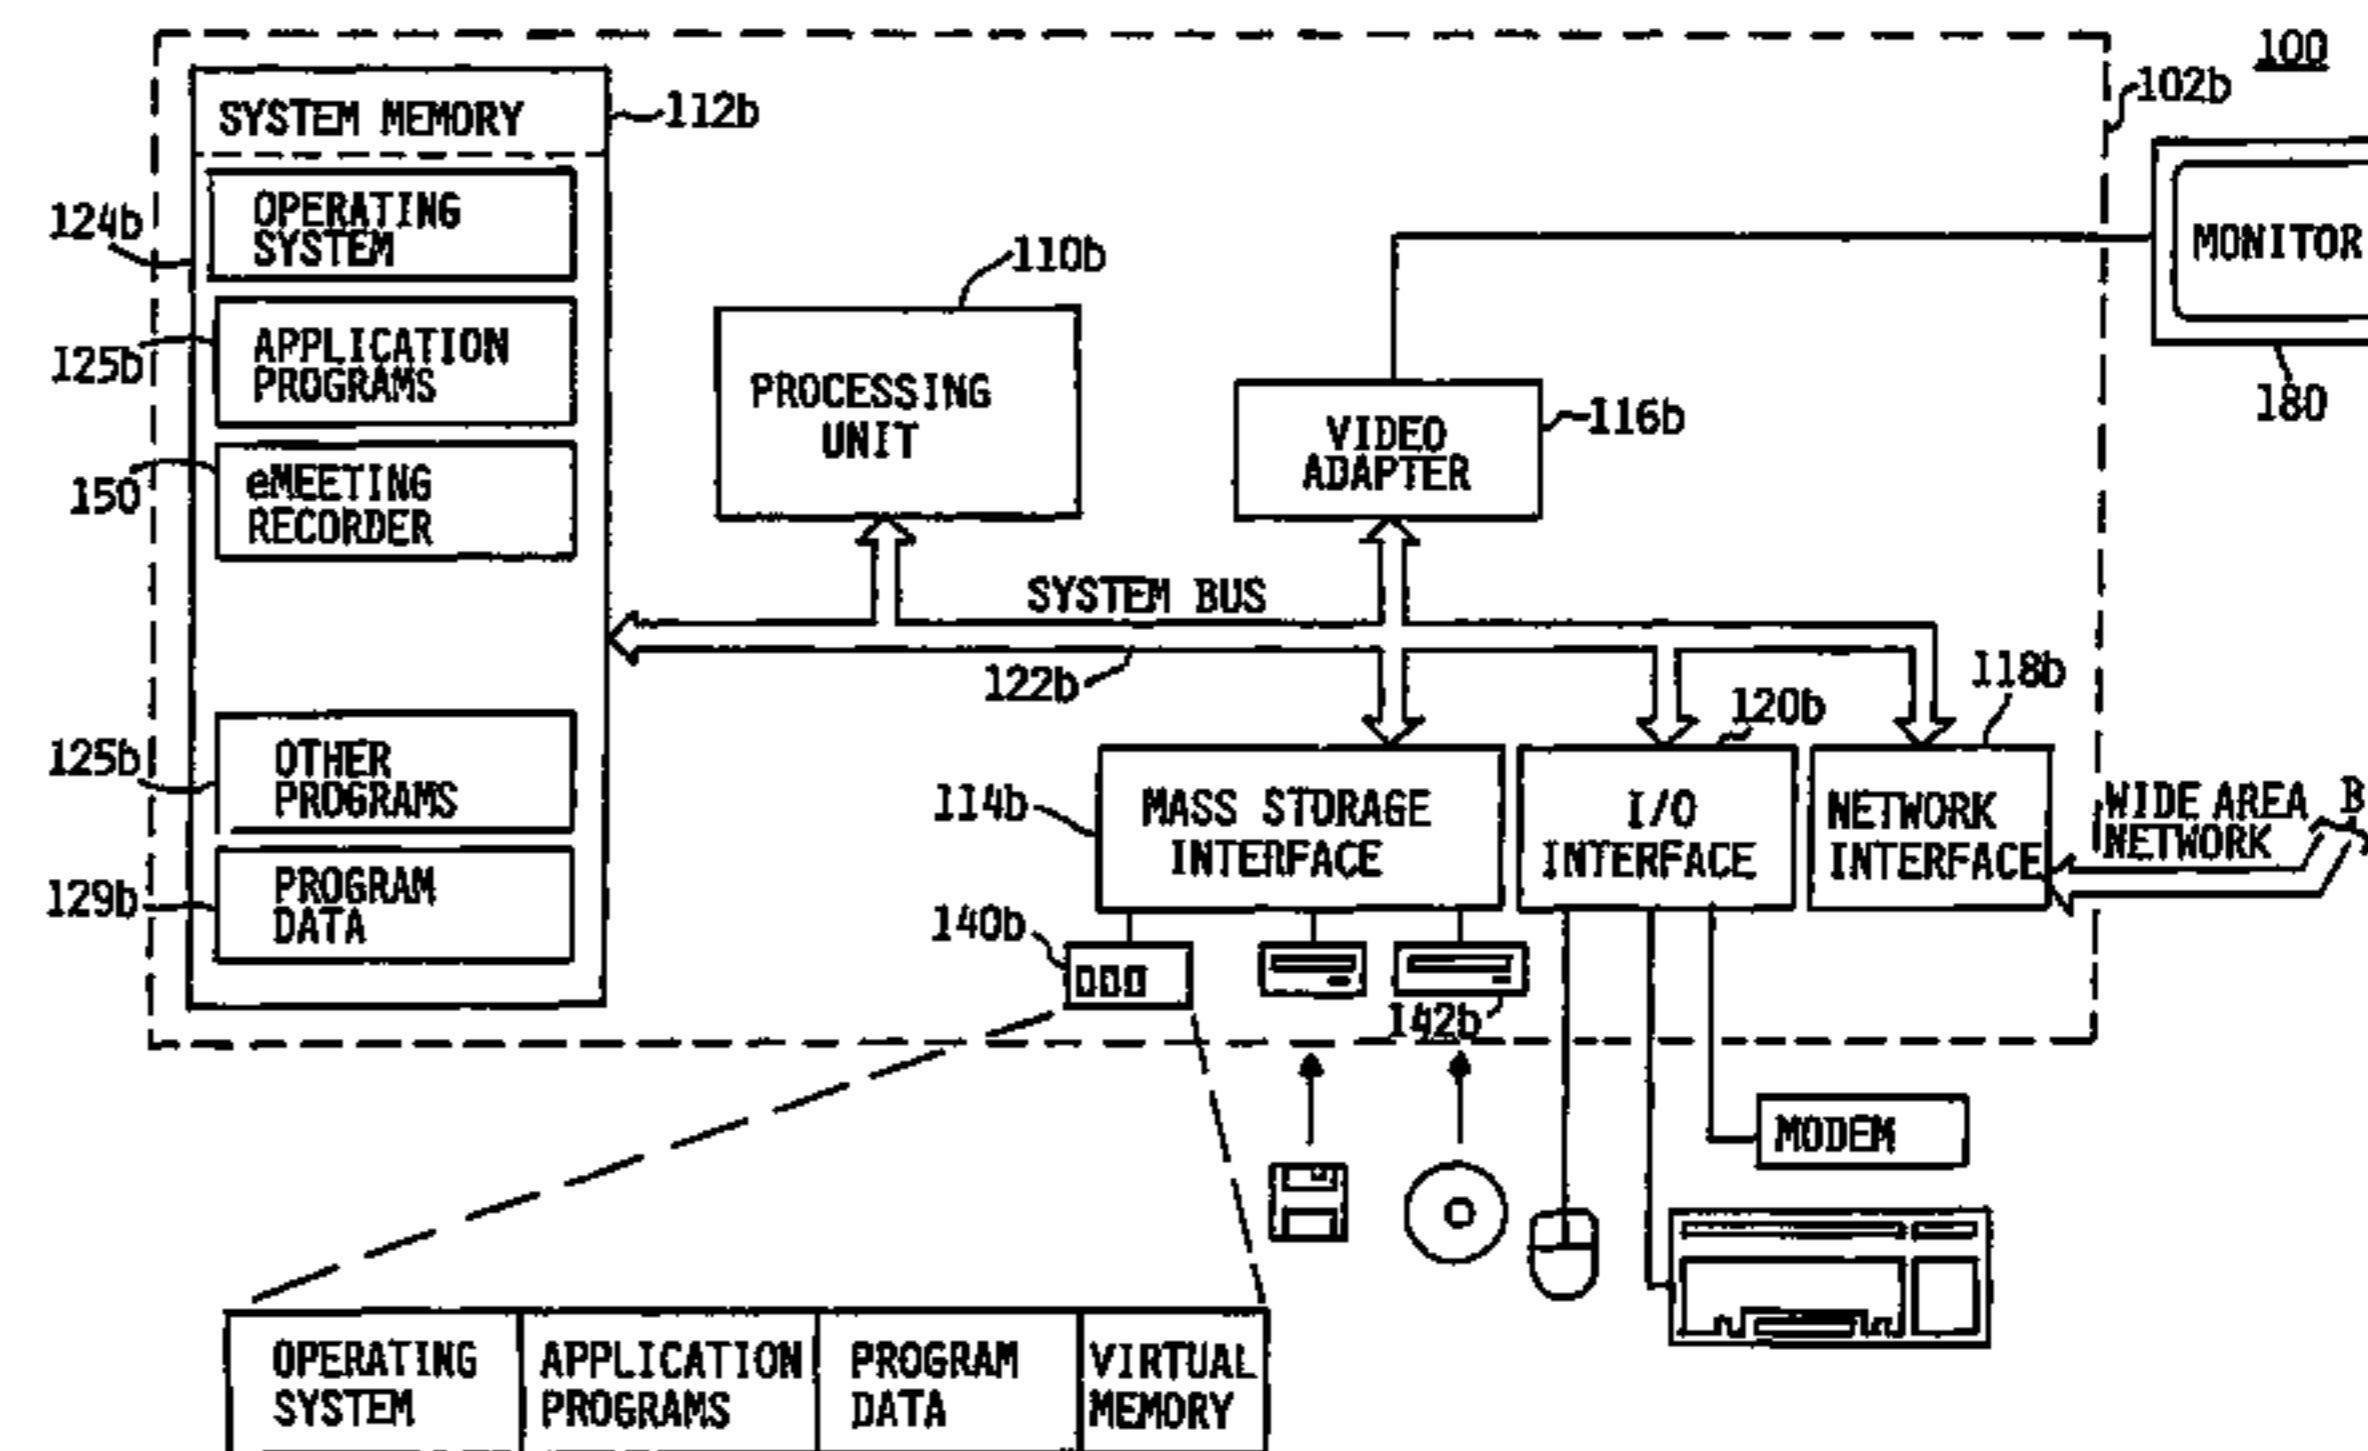 100
102b
SYSTEM MEMORY
112b
124b
OPERATING
SYSTEM
125b
APPLICATION
PROGRAMS
150
eMEETING
RECORDER
125b
OTHER
PROGRAMS
129b
PROGRAM
DATA
110b
PROCESSING
UNIT
116b
VIDEO
ADAPTER
MONITOR
180
SYSTEM BUS
122b
114b
MASS STORAGE
INTERFACE
120b
I/O
INTERFACE
118b
NETWORK
INTERFACE
WIDE AREA
NETWORK
B
140b
142b
MODEM
OPERATING
SYSTEM
APPLICATION
PROGRAMS
PROGRAM
DATA
VIRTUAL
MEMORY